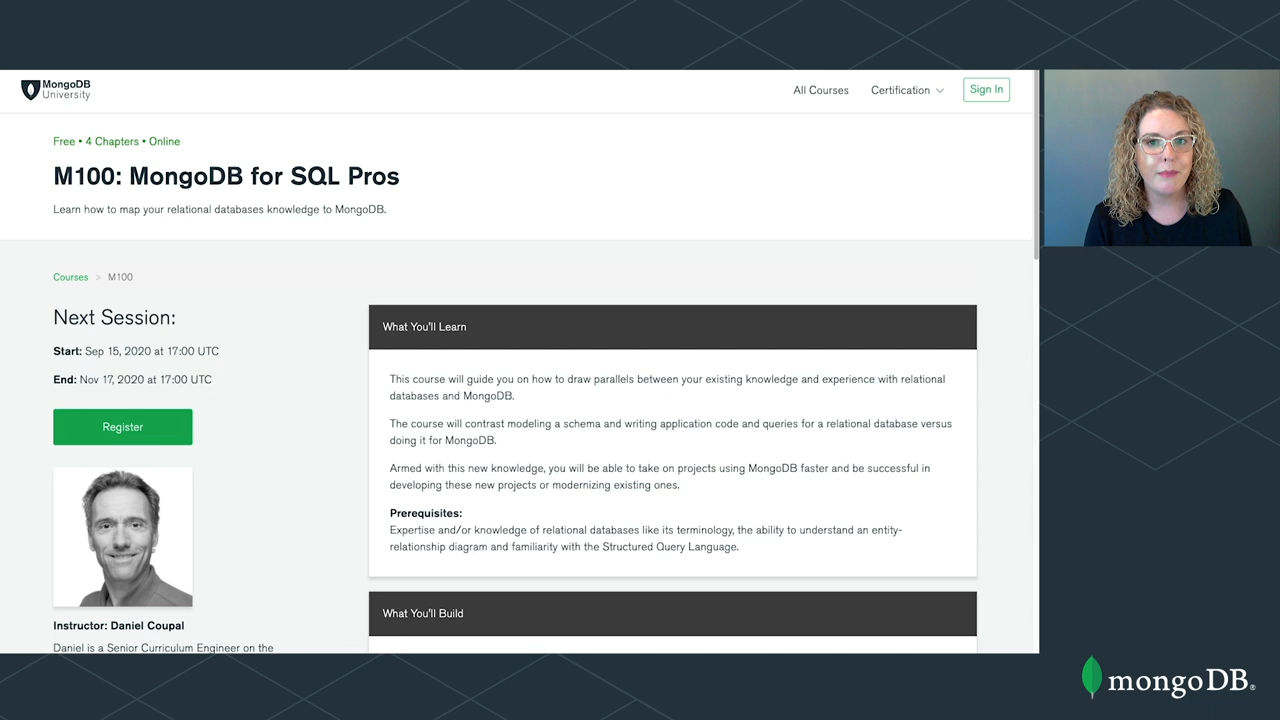 MongoDB
University
All Courses
Certification
Sign In
Free • 4 Chapters • Online
M100: MongoDB for SQL Pros
Learn how to map your relational databases knowledge to MongoDB.
Courses > M100
Next Session:
Start: Sep 15, 2020 at 17:00 UTC
End: Nov 17, 2020 at 17:00 UTC
Register
Instructor: Daniel Coupal
Daniel is a Senior Curriculum Engineer on the
What You'll Learn
This course will guide you on how to draw parallels between your existing knowledge and experience with relational
databases and MongoDB.
The course will contrast modeling a schema and writing application code and queries for a relational database versus
doing it for MongoDB.
Armed with this new knowledge, you will be able to take on projects using MongoDB faster and be successful in
developing these new projects or modernizing existing ones.
Prerequisites:
Expertise and/or knowledge of relational databases like its terminology, the ability to understand an entity-
relationship diagram and familiarity with the Structured Query Language.
What You'll Build
mongoDB®